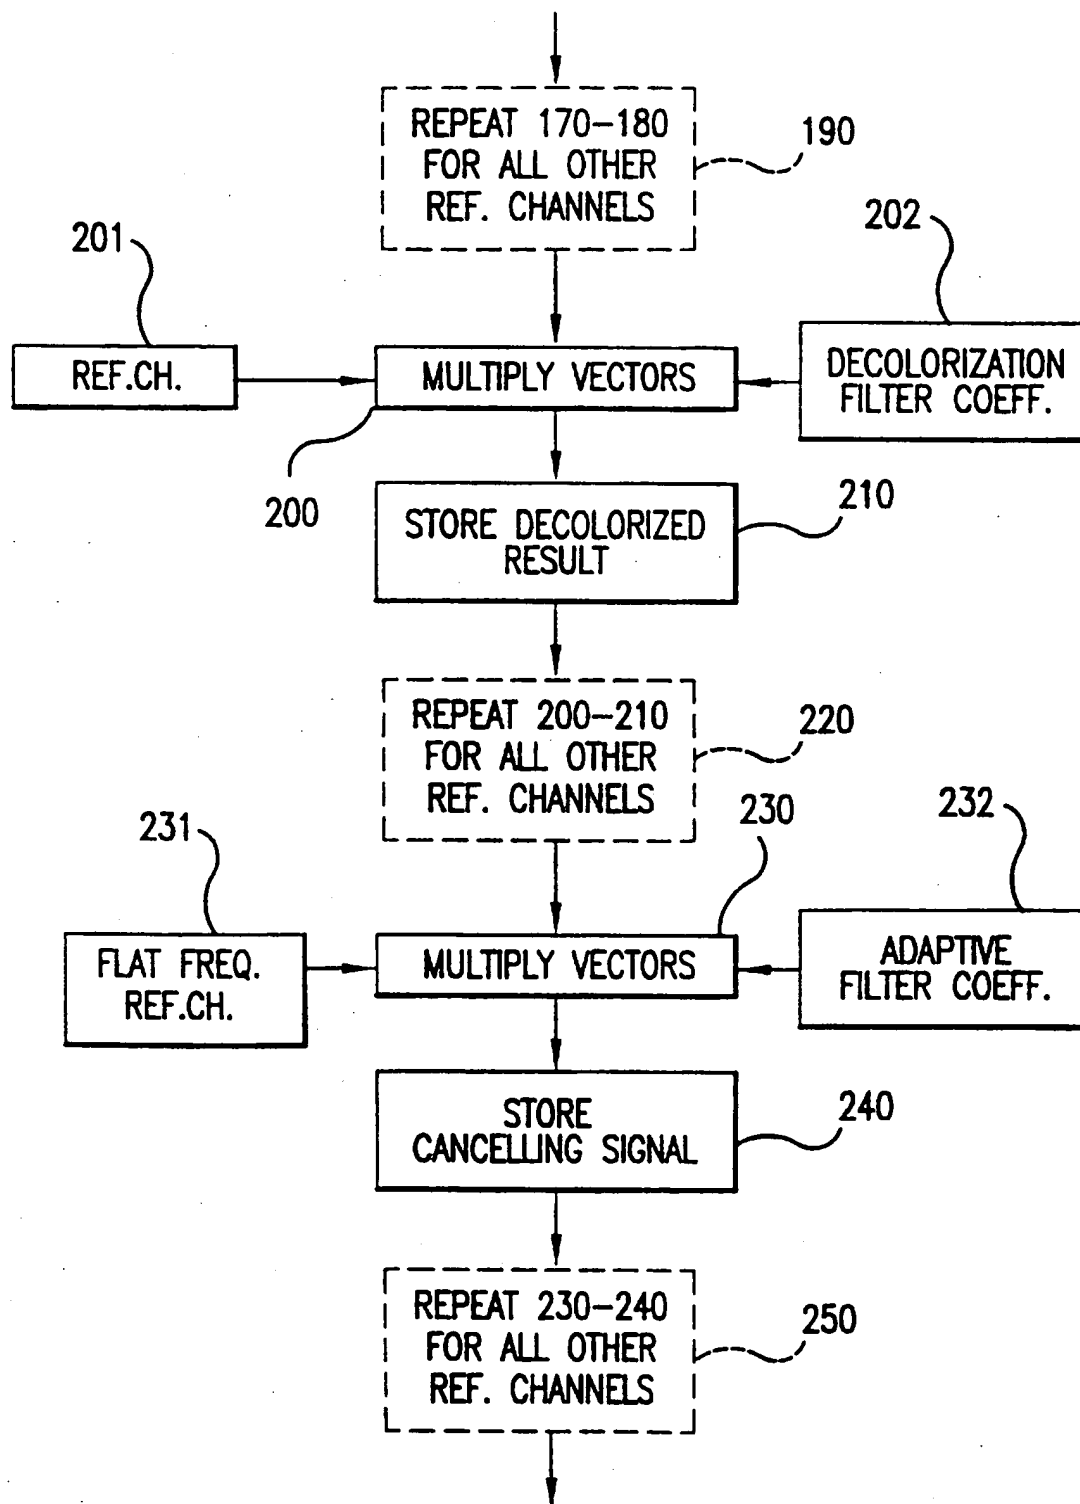 REPEAT 170-180
FOR ALL OTHER
REF. CHANNELS
190
201
202
REF.CH.
MULTIPLY VECTORS
DECOLORIZATION
FILTER COEFF.
200
210
STORE DECOLORIZED
RESULT
REPEAT 200-210
FOR ALL OTHER
REF. CHANNELS
220
231
230
232
FLAT FREQ.
REF.CH.
MULTIPLY VECTORS
ADAPTIVE
FILTER COEFF.
STORE
CANCELLING SIGNAL
240
REPEAT 230-240
FOR ALL OTHER
REF. CHANNELS
250